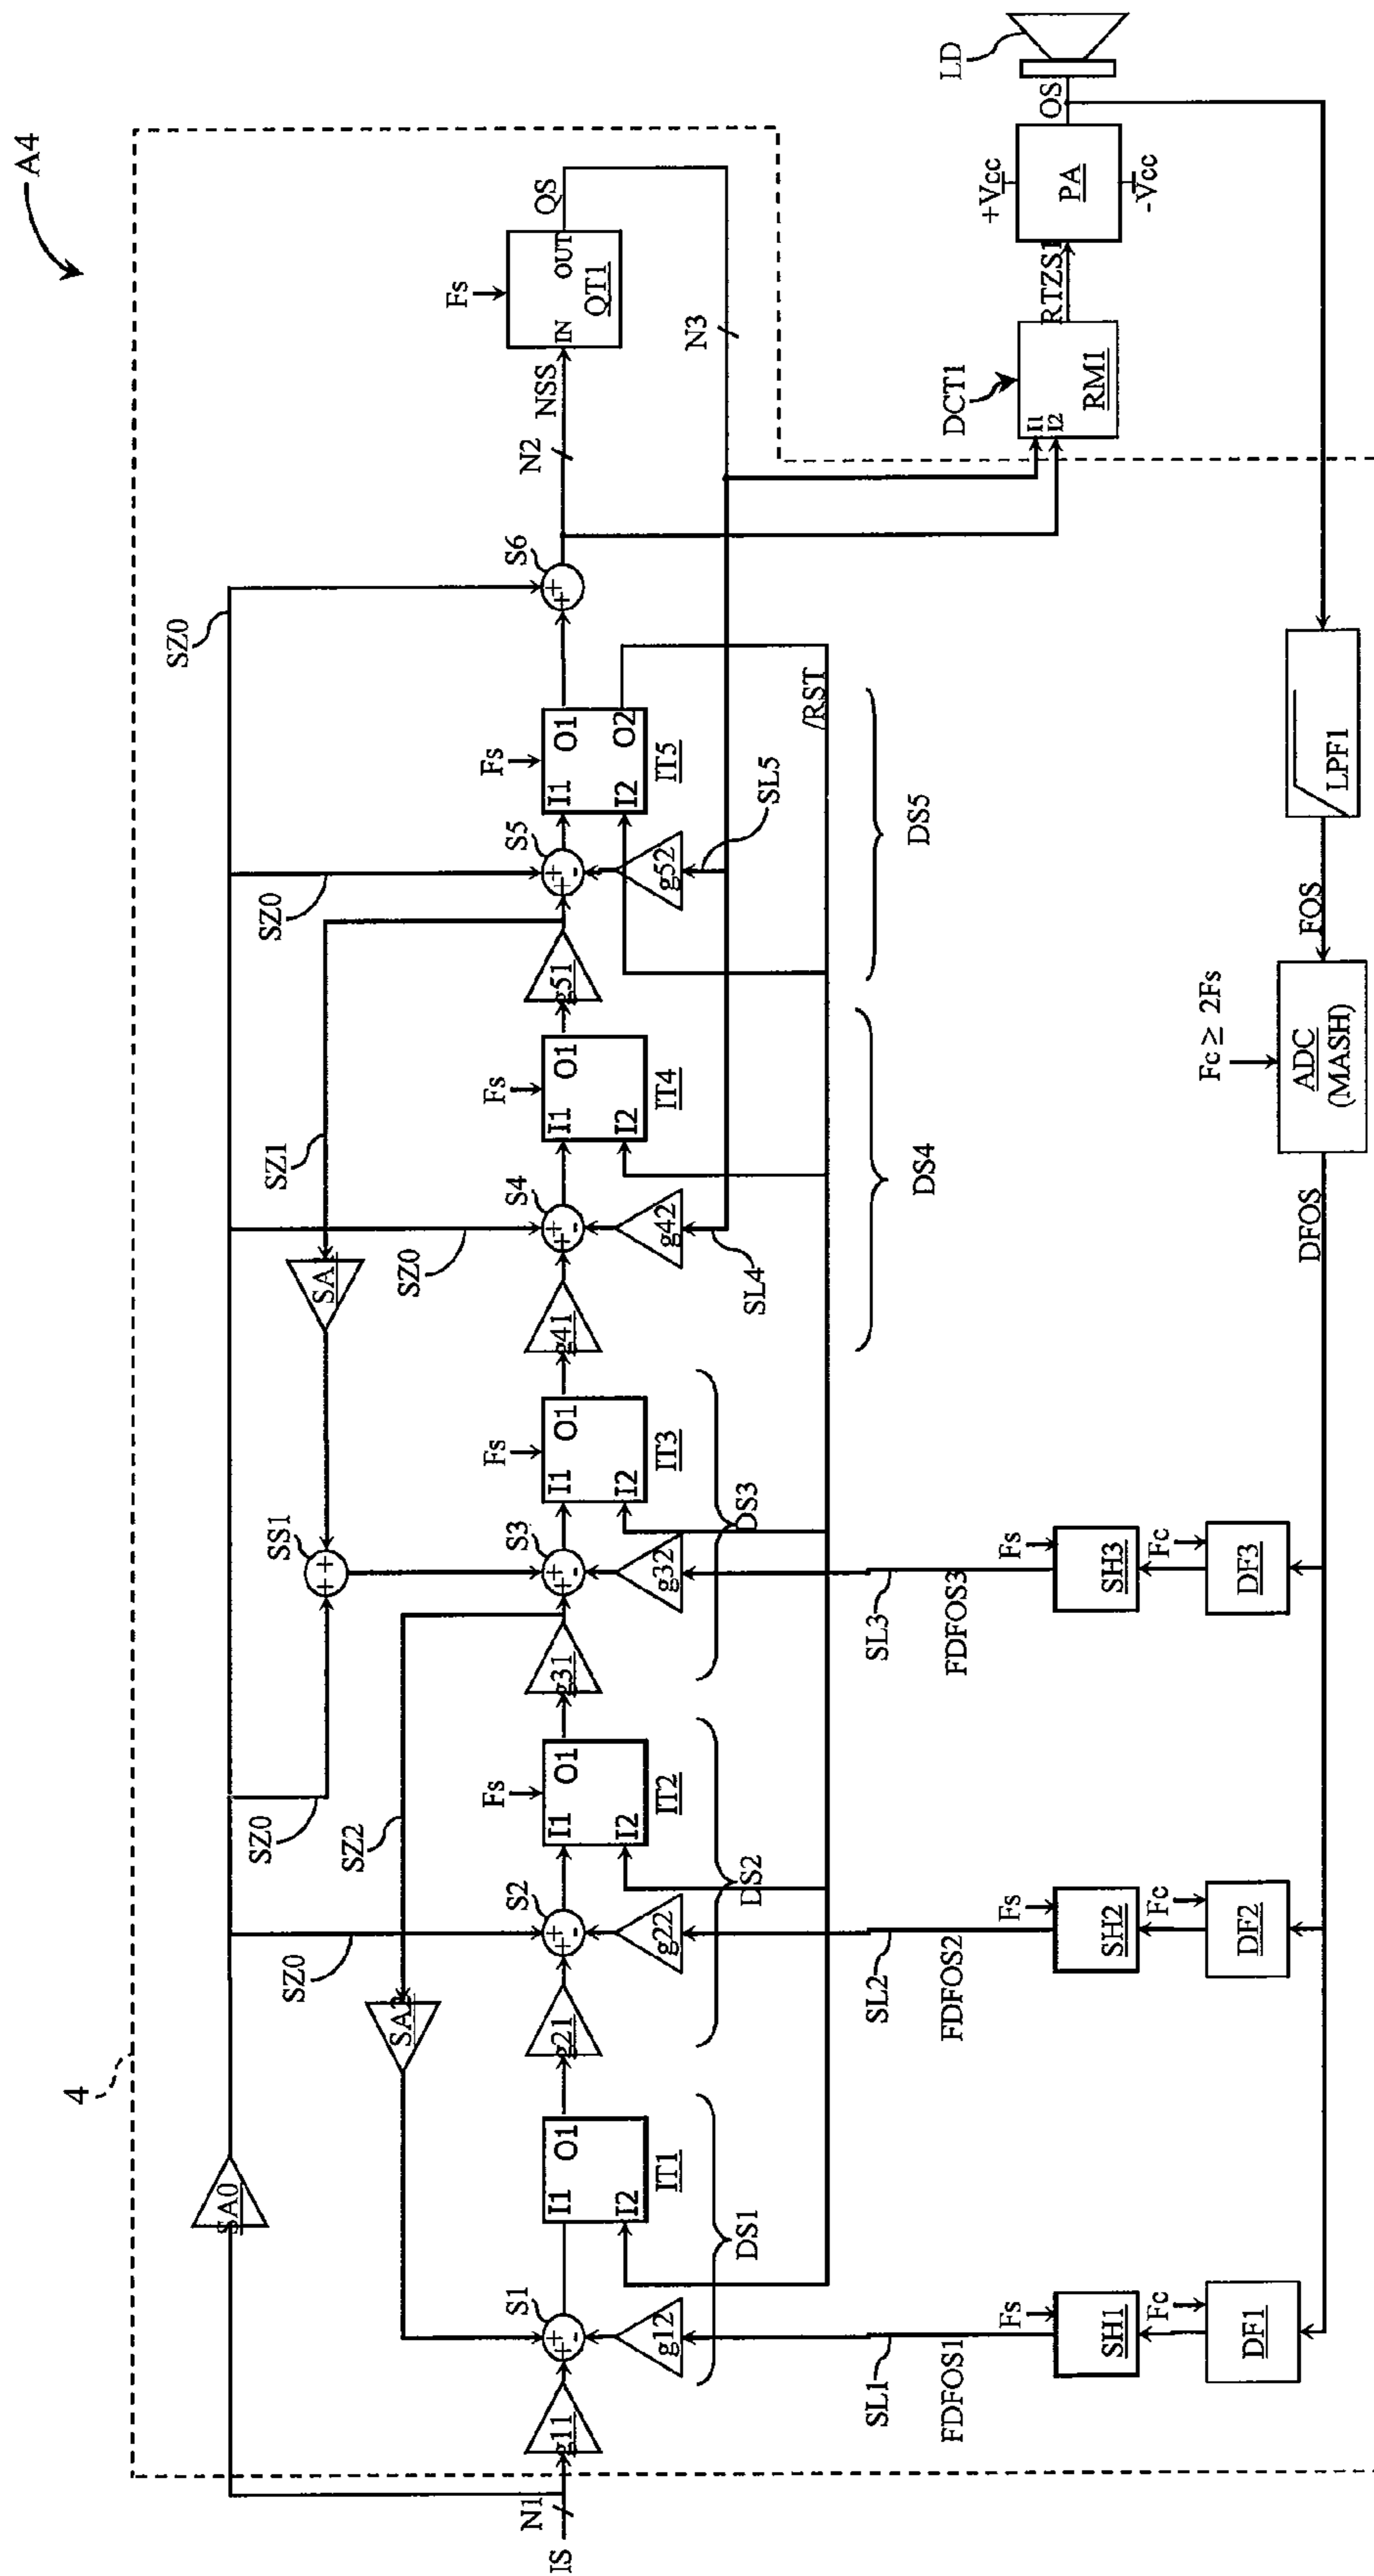 A4
4
SZ0
SA0
SZ1
SZ0
SZ0
SS1
SA
SZ0
SZ2
SZ0
SA2
IS
N1
g11
S1
I1 O1
I2
IT1
g21
S2
Fs
I1 O1
I2
IT2
g31
S3
Fs
I1 O1
I2
IT3
g41
S4
Fs
I1 O1
I2
IT4
g51
S5
Fs
I1 O1
I2 O2
IT5
S6
N2
NSS
Fs
IN OUT
QT1
QS
N3
g12
g22
g32
g42
g52
SL4
SL5
/RST
DS1
DS2
DS3
DS4
DS5
SL1
FDFOS1
SL2
FDFOS2
SL3
FDFOS3
Fs
SH1
Fc
DF1
Fs
SH2
Fc
DF2
Fs
SH3
Fc
DF3
DCT1
I1
I2
RM1
RTZS1
+Vcc
PA
-Vcc
OS
LD
LPF1
FOS
Fc ≥ 2Fs
ADC
(MASH)
DFOS